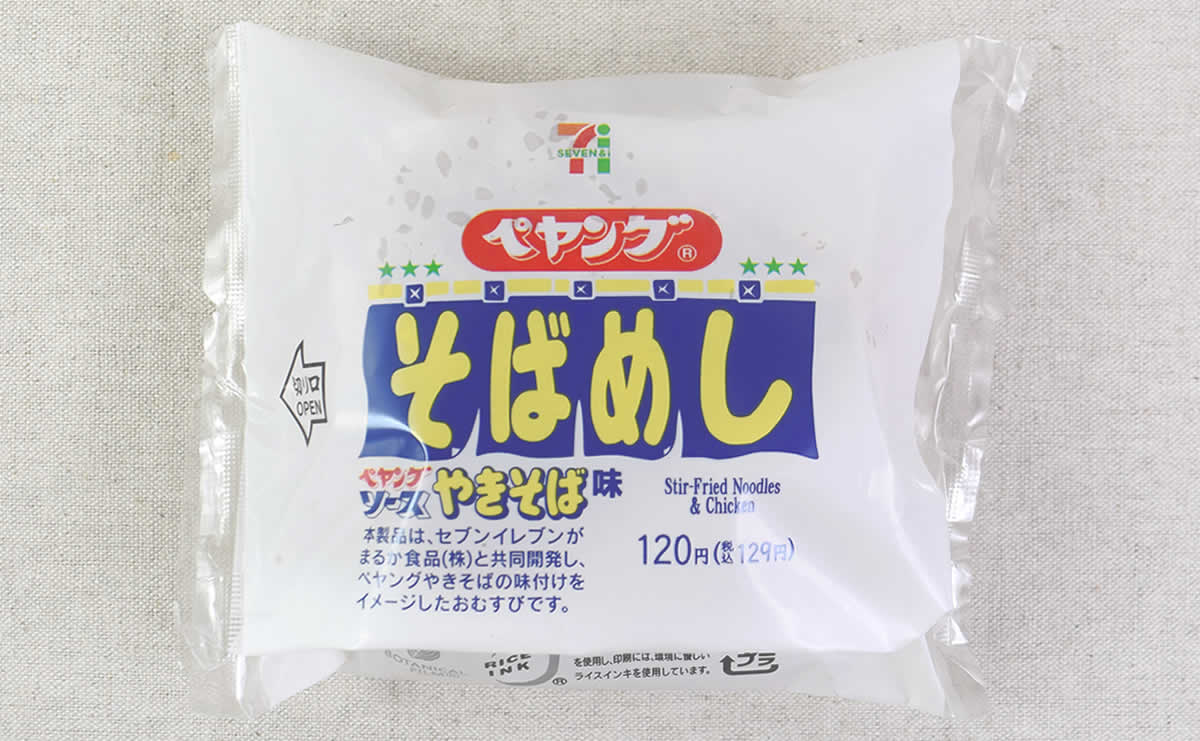 7i
SEVEN&i
ペヤング®
そばめし
切り口
OPEN
ペヤング
ソース
やきそば味
Stir-Fried Noodles
& Chicken
本製品は、セブンイレブンが
まるか食品(株)と共同開発し、
ペヤングやきそばの味付けを
イメージしたおむすびです。
120円(税込129円)
BOTANICAL
RICE
INK®
を使用し、印刷には、環境に優しい
ライスインキを使用しています。
プラ